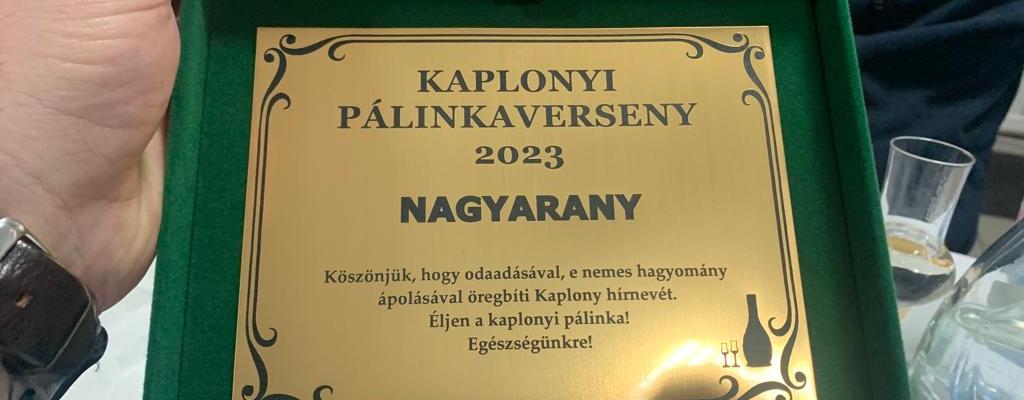 KAPLONYI
PÁLINKAVERSENY
2023
NAGYARANY
Köszönjük, hogy odaadásával, e nemes hagyomány
ápolásával öregbíti Kaplony hírnevét.
Éljen a kaplonyi pálinka!
Egészségünkre!